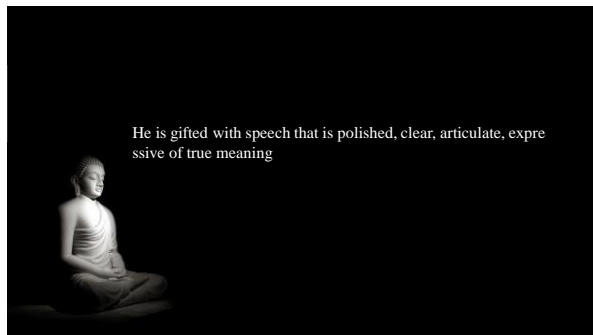 He is gifted with speech that is polished, clear, articulate, expre
ssive of true meaning